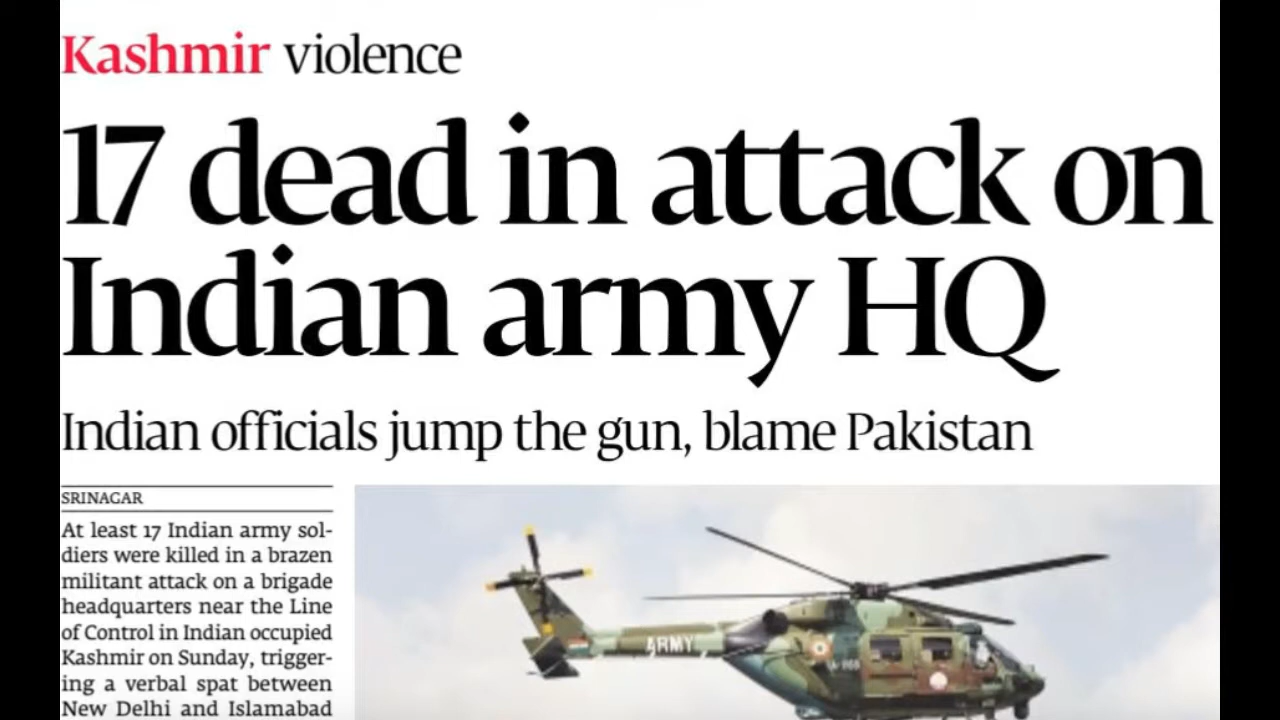 Kashmir violence
17 dead in attack on
Indian army HQ
Indian officials jump the gun, blame Pakistan
SRINAGAR
At least 17 Indian army sol-
diers were killed in a brazen
militant attack on a brigade
headquarters near the Line
of Control in Indian occupied
Kashmir on Sunday, trigger-
ing a verbal spat between
New Delhi and Islamabad
ARMY